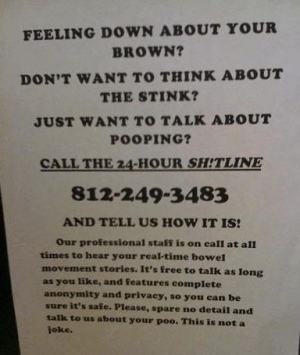 FEELING DOWN ABOUT YOUR
BROWN?
DON'T WANT TO THINK ABOUT
THE STINK?
JUST WANT TO TALK ABOUT
POOPING?
CALL THE 24-HOUR SH!TLINE
812-249-3483
AND TELL US HOW IT IS!
Our professional staff is on call at all
times to hear your real-time bowel
movement stories. It's free to talk as long
as you like, and features complete
anonymity and privacy, so you can be
sure it's safe. Please, spare no detail and
talk to us about your poo. This is not a
joke.